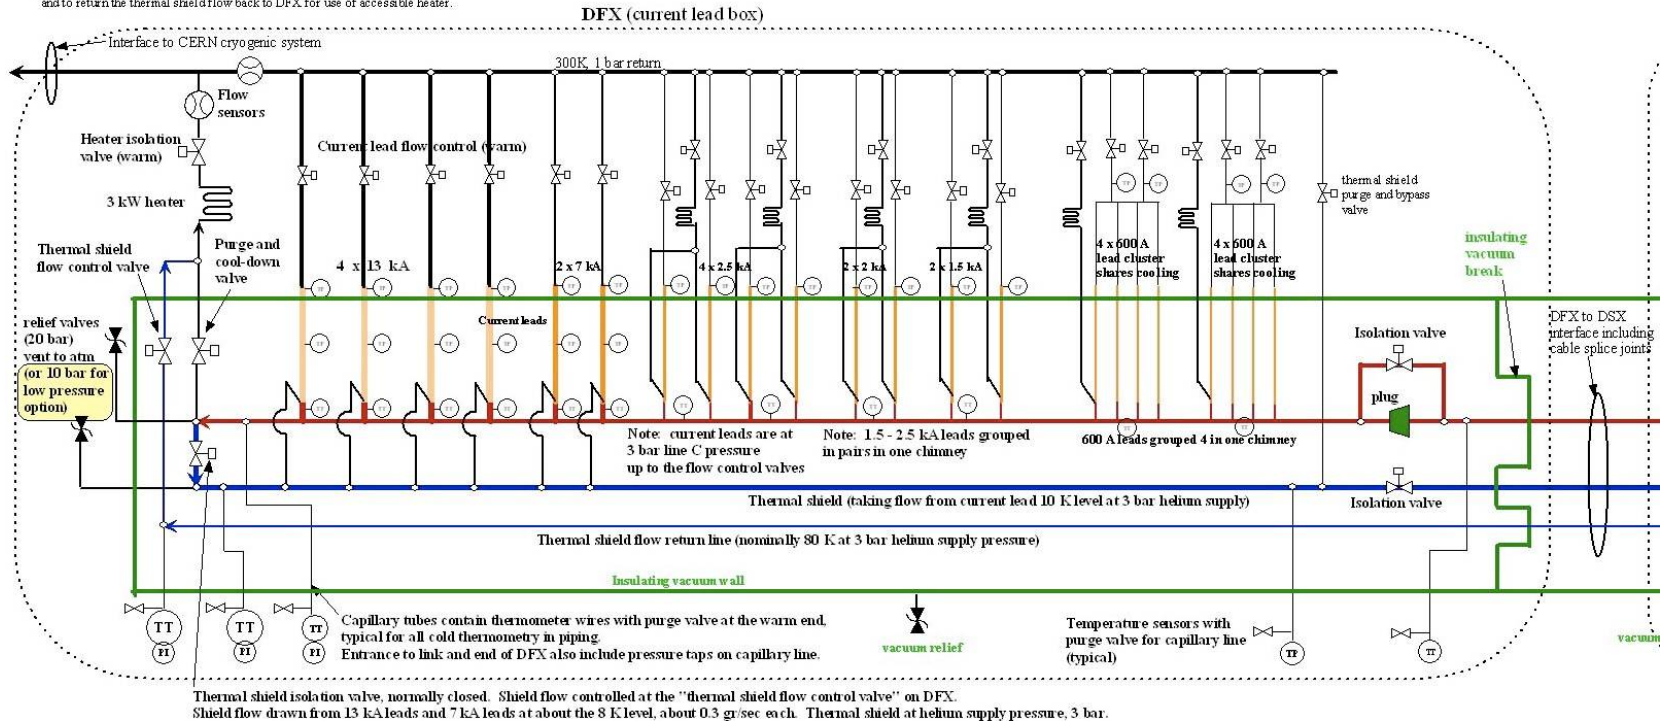 and to return the thermal shield flow back to DFX for use of accessible heater.
DFX (current lead box)
Interface to CERN cryogenic system
300K, 1 bar return
Flow
sensors
Heater isolation
valve (warm)
Current lead flow control (warm)
3 kW heater
thermal shield
purge and bypass
valve
Thermal shield
flow control valve
Purge and
cool-down
valve
4 x 13 kA
2 x 7 kA
4 x 2.5 kA
2 x 2 kA
2 x 1.5 kA
4 x 600 A
lead cluster
shares cooling
4 x 600 A
lead cluster
shares cooling
insulating
vacuum
break
Current leads
relief valves
(20 bar)
vent to atm
(or 10 bar for
low pressure
option)
Isolation valve
plug
DFX to DSX
interface including
cable splice joints
Note: current leads are at
3 bar line C pressure
up to the flow control valves
Note: 1.5 - 2.5 kA leads grouped
in pairs in one chimney
600 A leads grouped 4 in one chimney
Thermal shield (taking flow from current lead 10 K level at 3 bar helium supply)
Isolation valve
Thermal shield flow return line (nominally 80 K at 3 bar helium supply pressure)
Insulating vacuum wall
TT
PI
TT
PI
TT
PI
Capillary tubes contain thermometer wires with purge valve at the warm end,
typical for all cold thermometry in piping.
Entrance to link and end of DFX also include pressure taps on capillary line.
vacuum relief
Temperature sensors with
purge valve for capillary line
(typical)
TP
TT
vacuum
Thermal shield isolation valve, normally closed. Shield flow controlled at the "thermal shield flow control valve" on DFX.
Shield flow drawn from 13 kA leads and 7 kA leads at about the 8 K level, about 0.3 gr/sec each. Thermal shield at helium supply pressure, 3 bar.